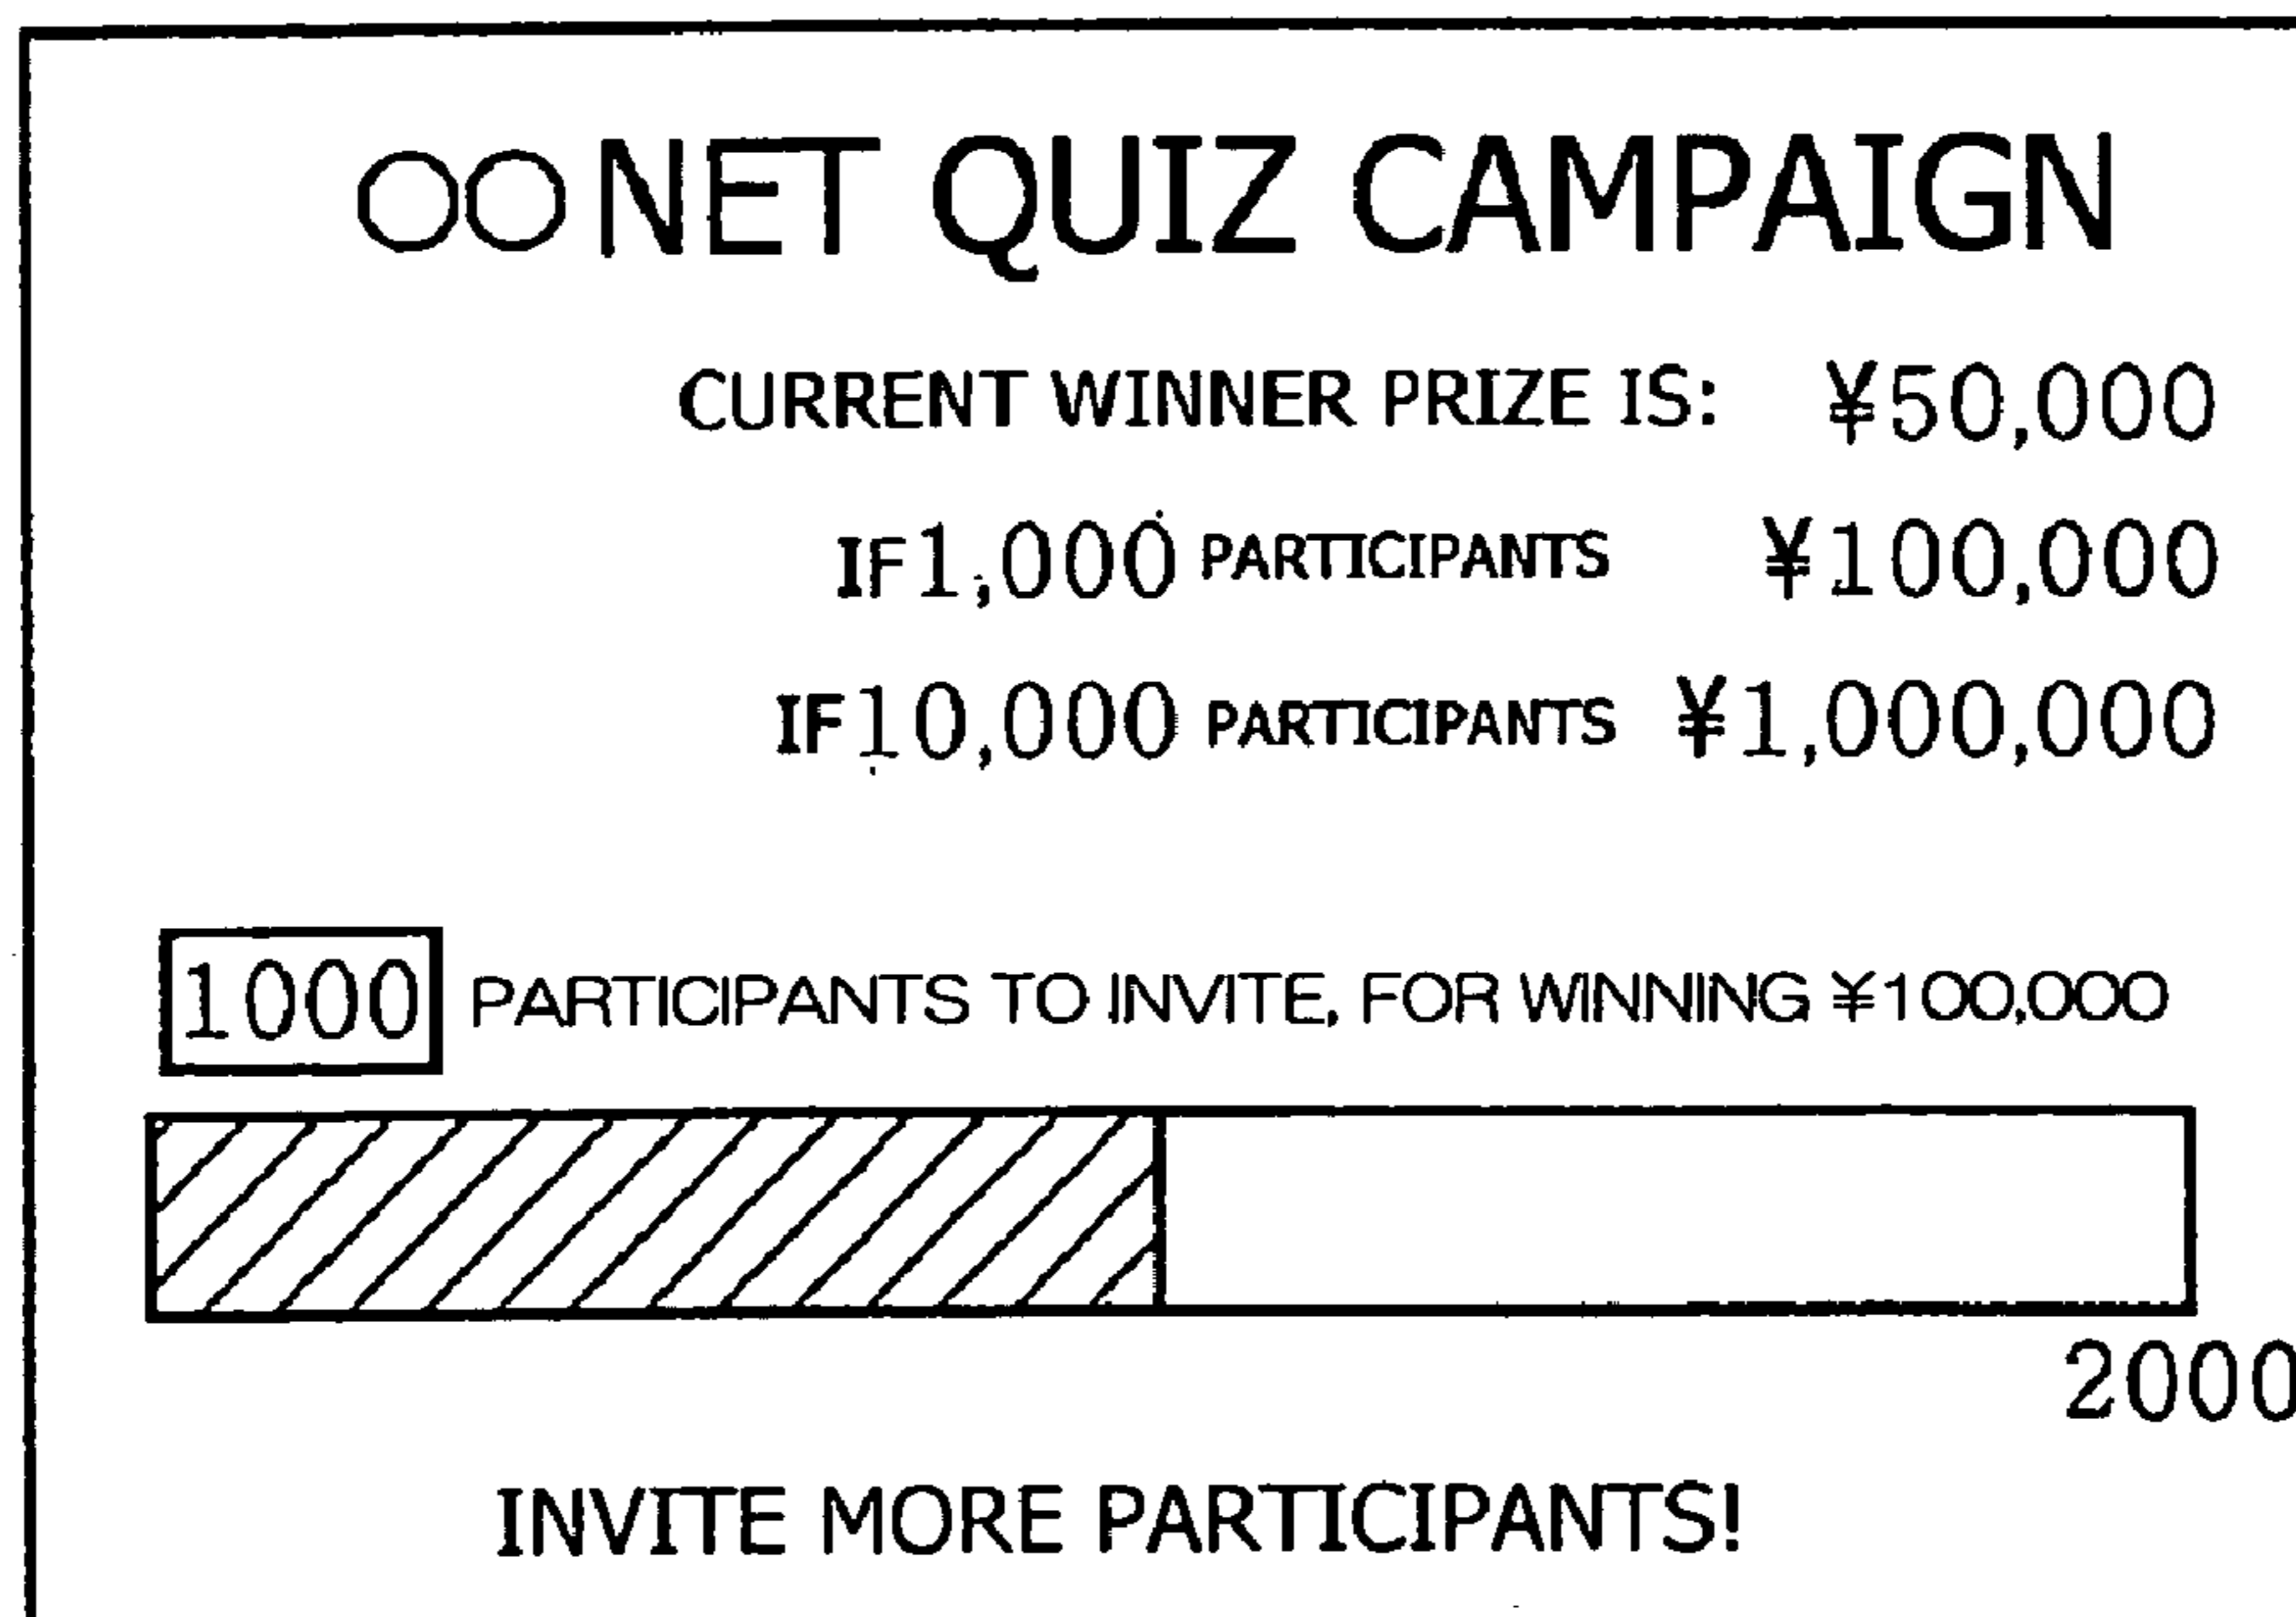 ○○NET QUIZ CAMPAIGN
CURRENT WINNER PRIZE IS: ¥50,000
IF1,000 PARTICIPANTS ¥100,000
IF10,000 PARTICIPANTS ¥1,000,000
1000 PARTICIPANTS TO INVITE, FOR WINNING ¥100,000
2000
INVITE MORE PARTICIPANTS!